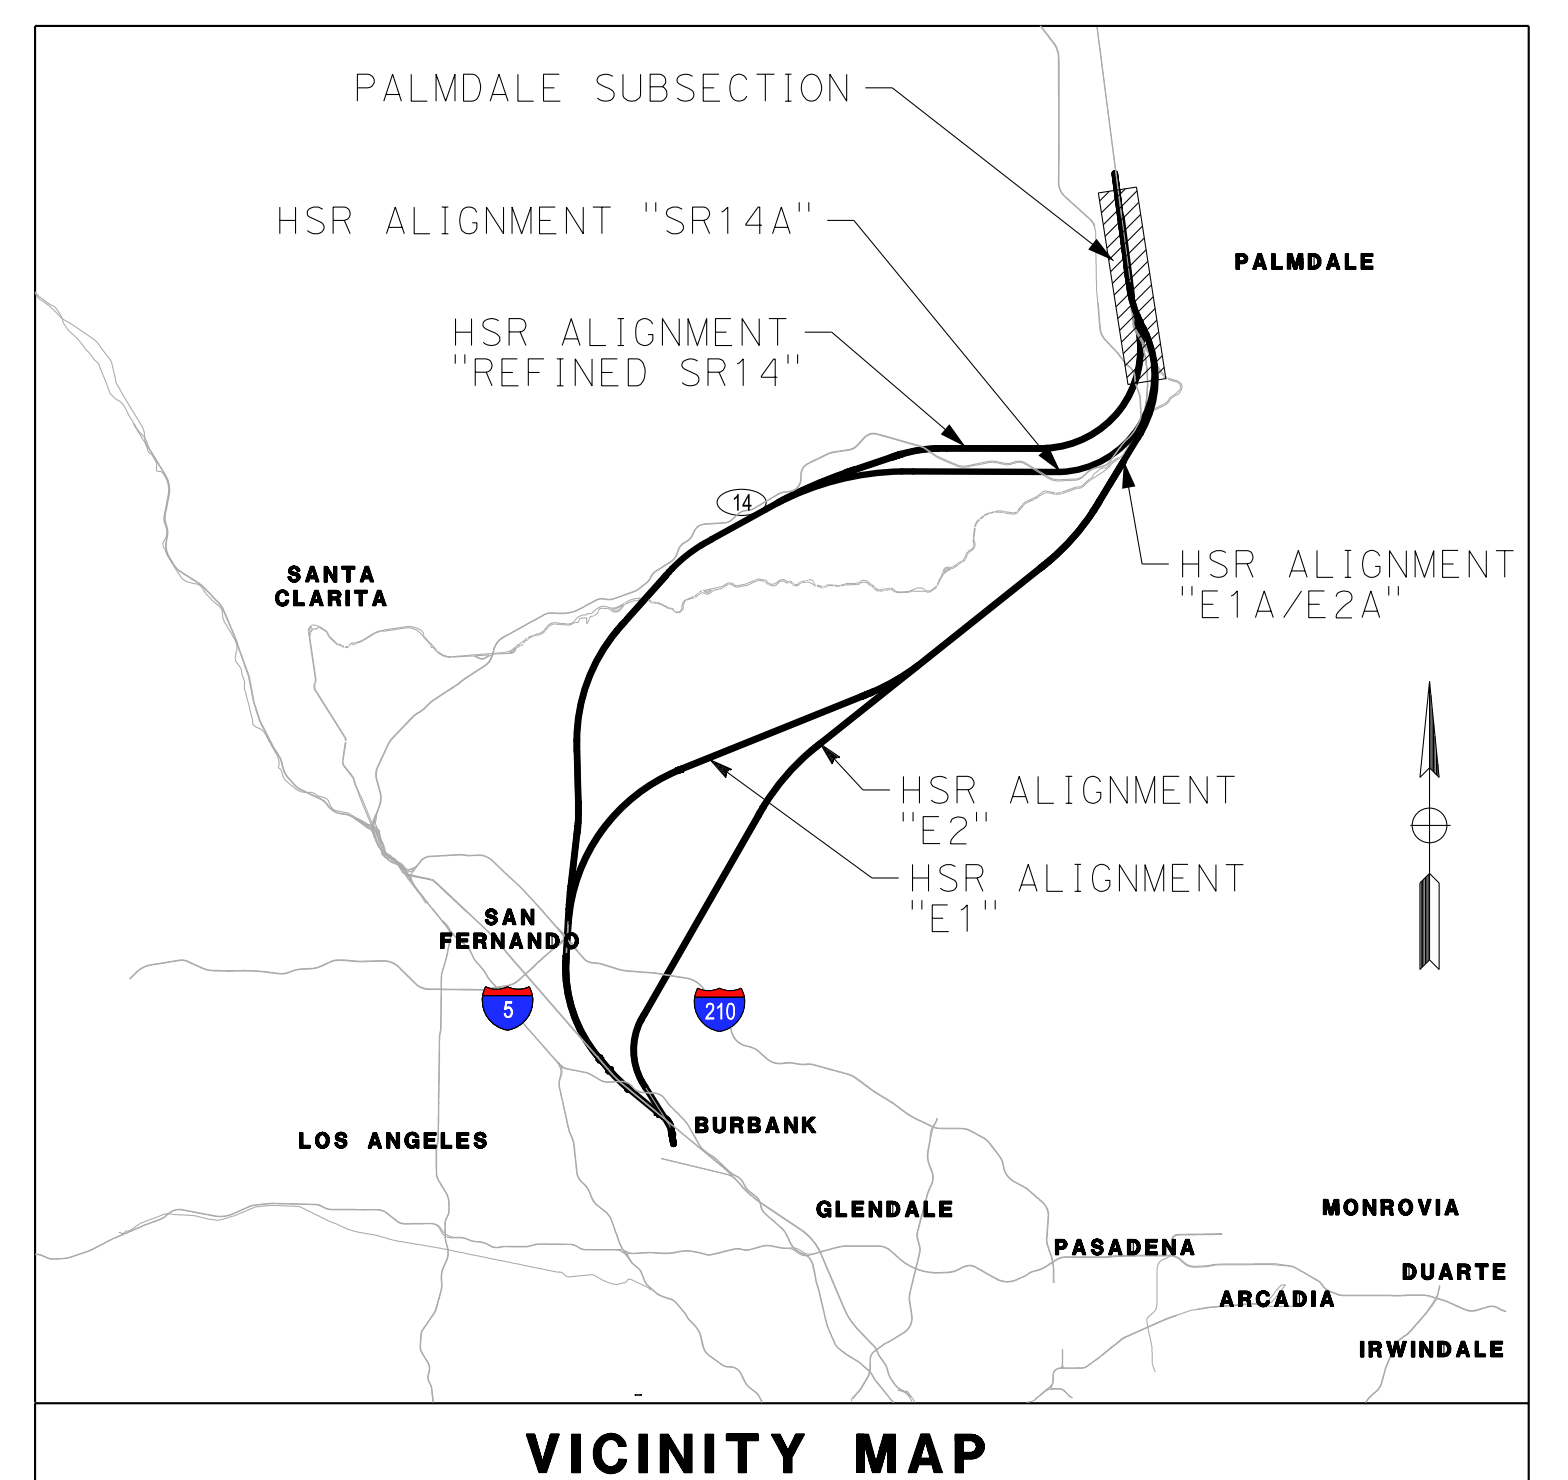 PALMDALE SUBSECTION
HSR ALIGNMENT "SR14A"
PALMDALE
HSR ALIGNMENT
"REFINED SR14"
14
SANTA
CLARITA
HSR ALIGNMENT
"E1A/E2A"
HSR ALIGNMENT
"E2"
HSR ALIGNMENT
"E1"
SAN
FERNANDO
5
210
BURBANK
LOS ANGELES
GLENDALE
MONROVIA
PASADENA
DUARTE
ARCADIA
IRWINDALE
VICINITY MAP